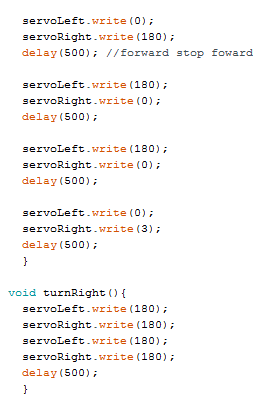 servoLeft.write(0);
servoRight.write(180);
delay(500); //forward stop foward
servoLeft.write(180);
servoRight.write(0);
delay(500);
servoLeft.write(180);
servoRight.write(0);
delay(500);
servoLeft.write(0);
servoRight.write(3);
delay(500);
}
void turnRight(){
servoLeft.write(180);
servoRight.write(180);
servoLeft.write(180);
servoRight.write(180);
delay(500);
}